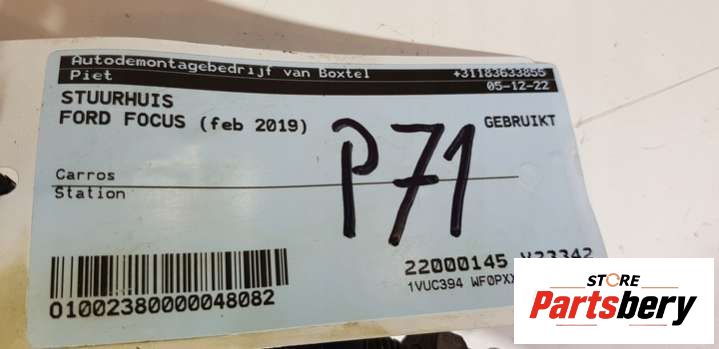 Autodemontagebedrijf van Boxtel
Piet +31183633855
05-12-22
STUURHUIS
FORD FOCUS (feb 2019) GEBRUIKT
P71
Carros
Station
22000145 V23342
1VUC394
01002380000048082
STORE
Partsbery